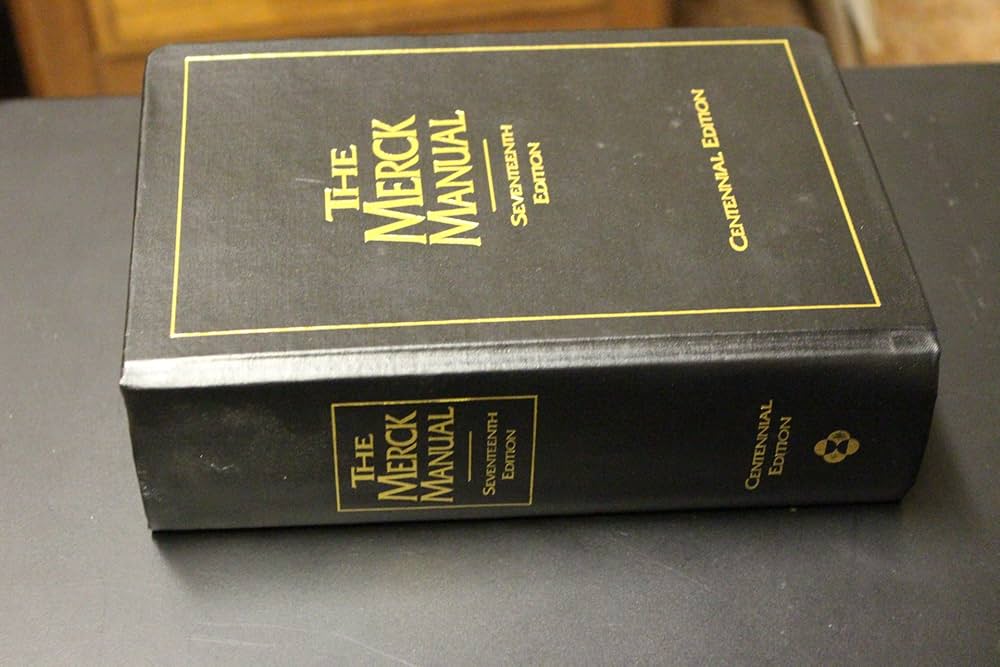 THE
MERCK
MANUAL
SEVENTEENTH
EDITION
CENTENNIAL EDITION
THE
MERCK
MANUAL
SEVENTEENTH
EDITION
CENTENNIAL
EDITION